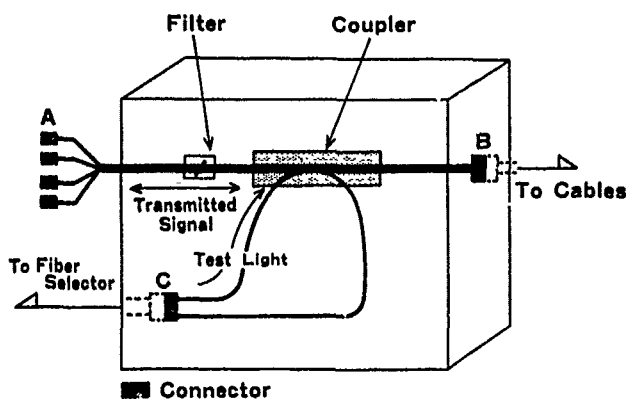 Filter
Coupler
A
B
To Cables
Transmitted
Signal
Test Light
To Fiber
Selector
C
Connector